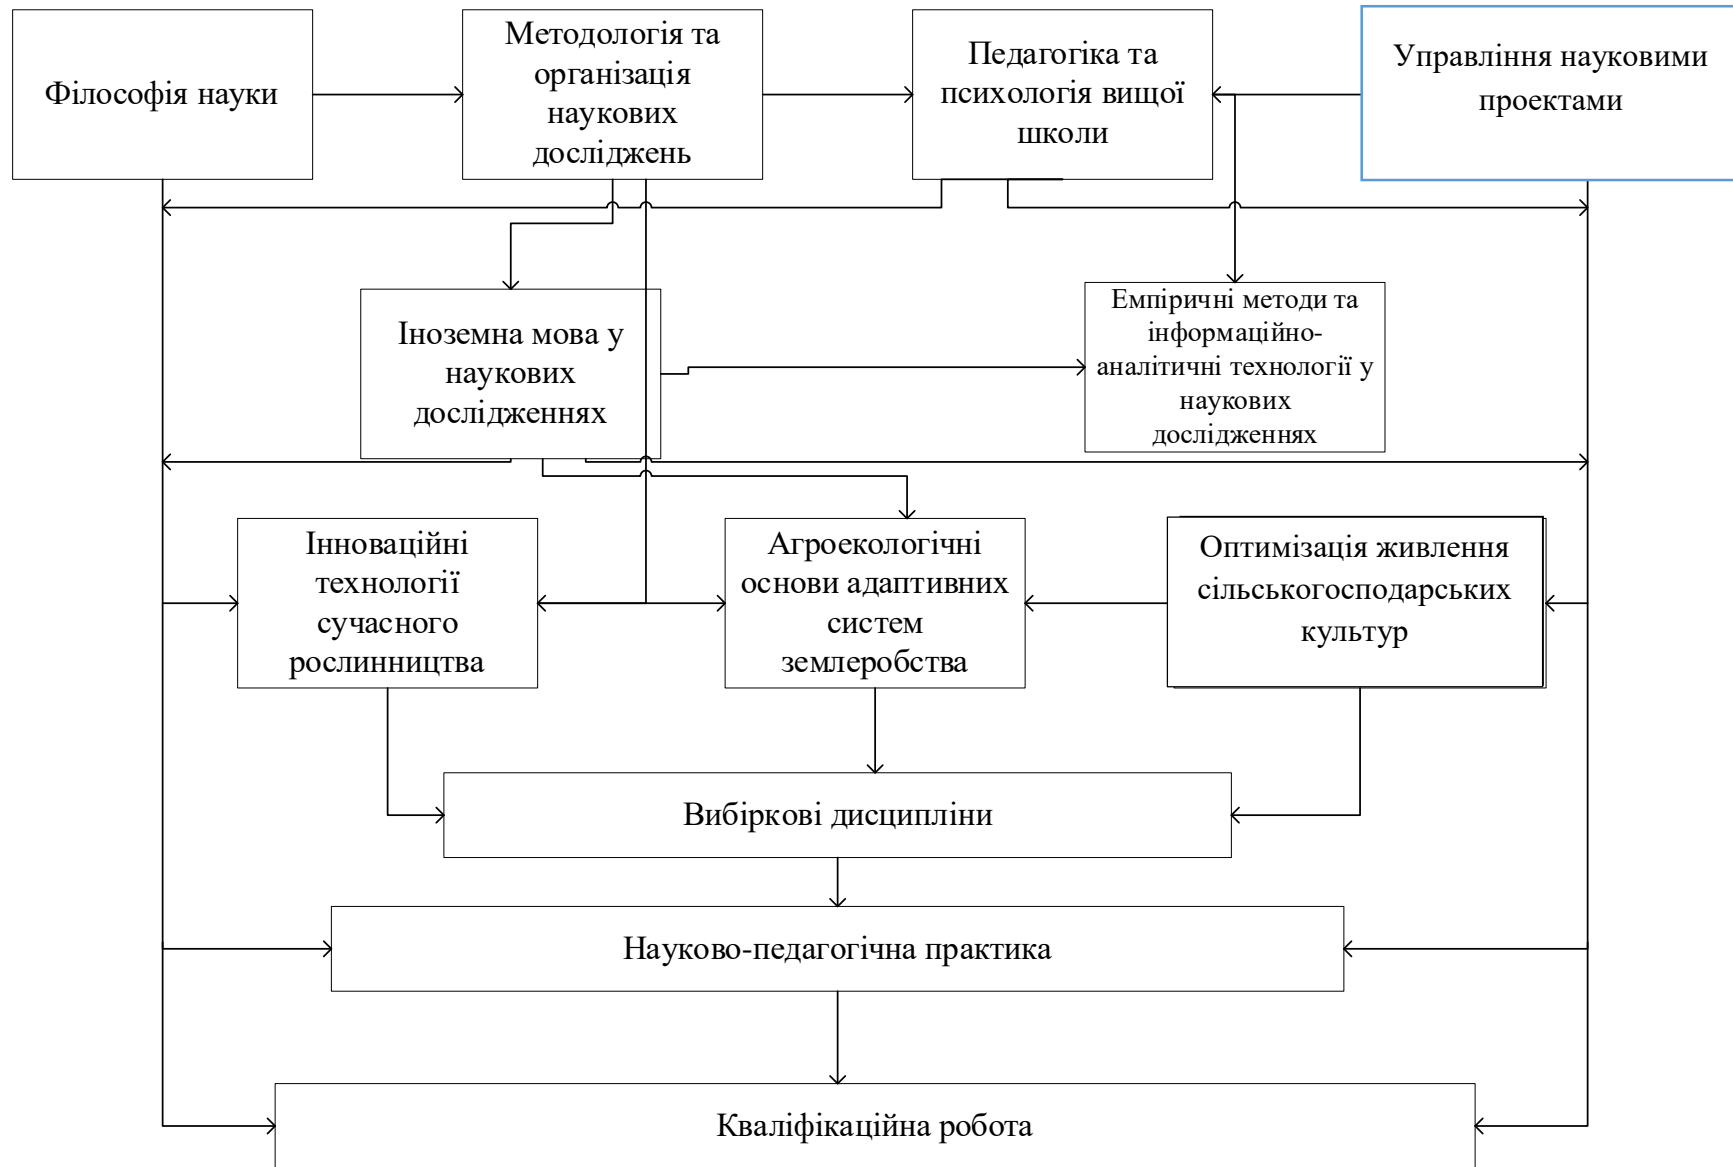 Філософія науки
Методологія та
організація
наукових
досліджень
Педагогіка та
психологія вищої
школи
Управління науковими
проектами
Іноземна мова у
наукових
дослідженнях
Емпіричні методи та
інформаційно-
аналітичні технології у
наукових
дослідженнях
Інноваційні
технології
сучасного
рослинництва
Агроекологічні
основи адаптивних
систем
землеробства
Оптимізація живлення
сільськогосподарських
культур
Вибіркові дисципліни
Науково-педагогічна практика
Кваліфікаційна робота